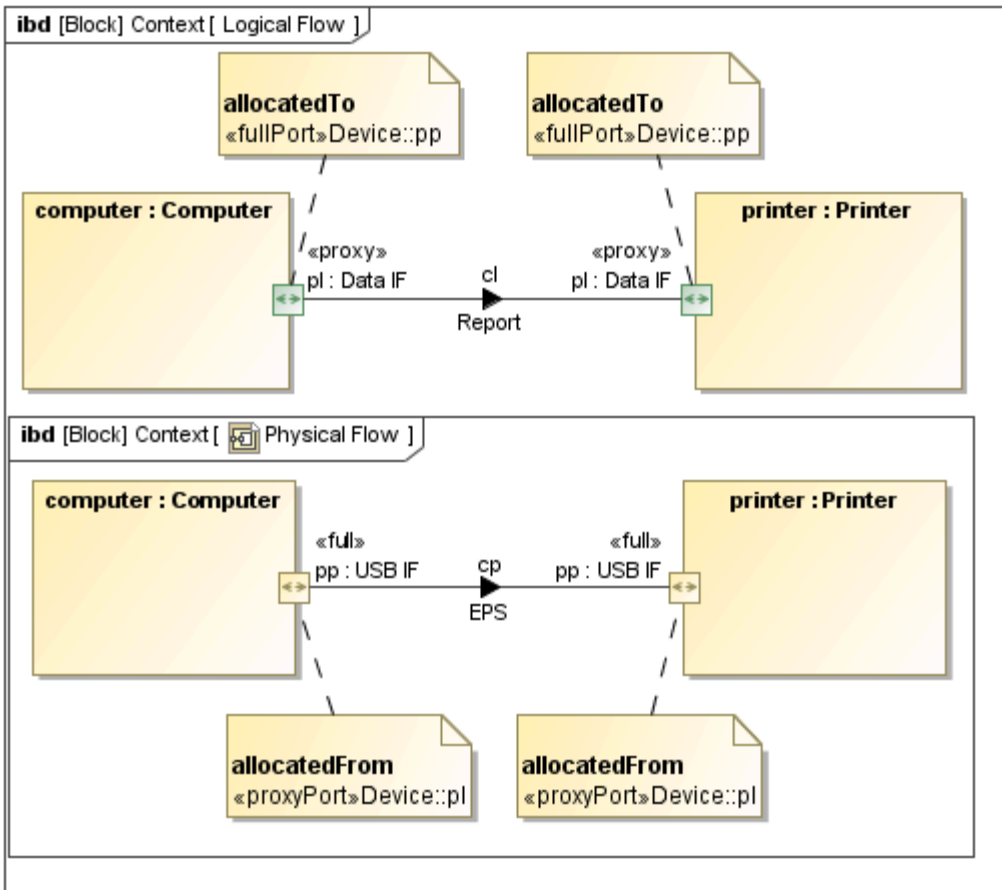 ibd [Block] Context [ Logical Flow ]
allocatedTo
«fullPort»Device::pp
allocatedTo
«fullPort»Device::pp
computer : Computer
printer : Printer
«proxy»
pl : Data IF
cl
Report
«proxy»
pl : Data IF
ibd [Block] Context [ Physical Flow ]
computer : Computer
printer : Printer
«full»
pp : USB IF
cp
EPS
«full»
pp : USB IF
allocatedFrom
«proxyPort»Device::pl
allocatedFrom
«proxyPort»Device::pl